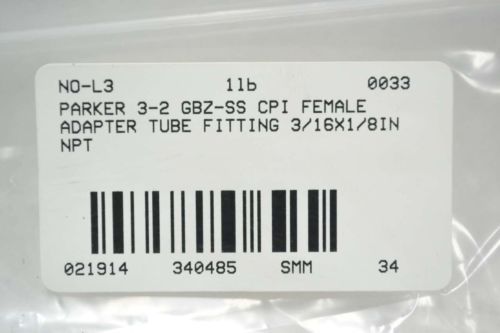 NO-L3 1lb 0033
PARKER 3-2 GBZ-SS CPI FEMALE
ADAPTER TUBE FITTING 3/16X1/8IN
NPT
021914 340485 SMM 34